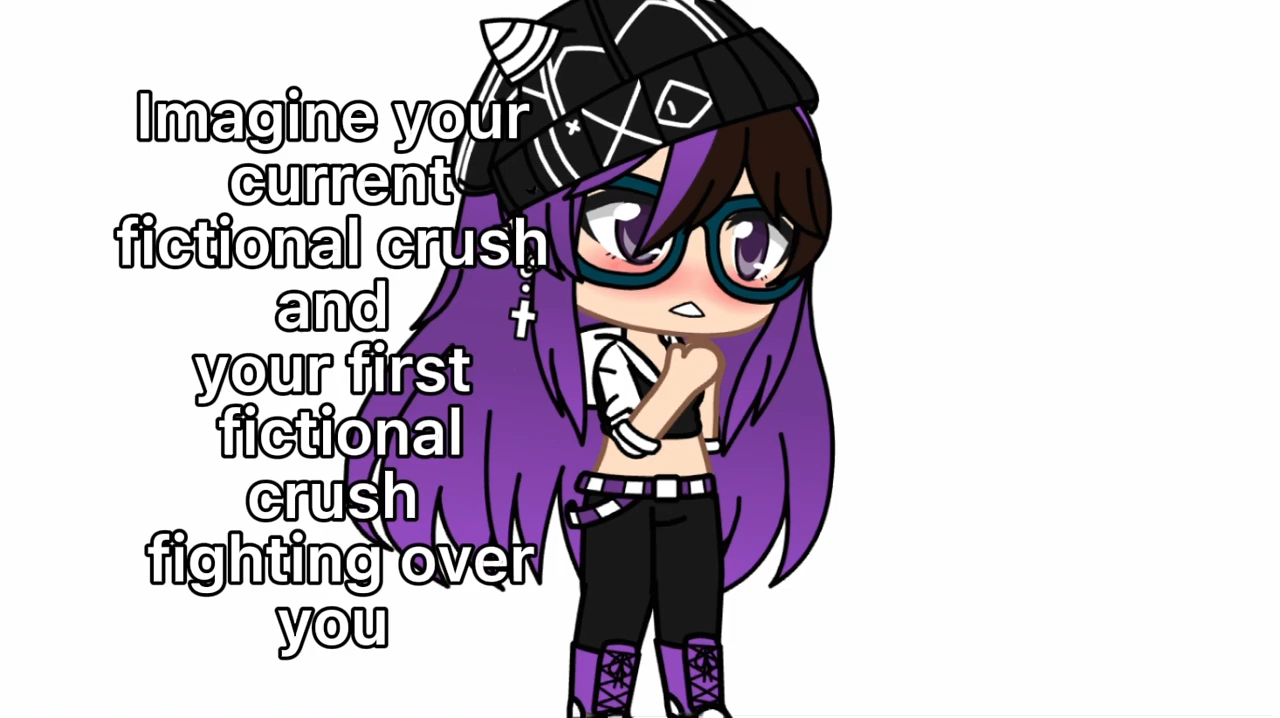 Imagine your
current
fictional crush
and
your first
fictional
crush
fighting over
you